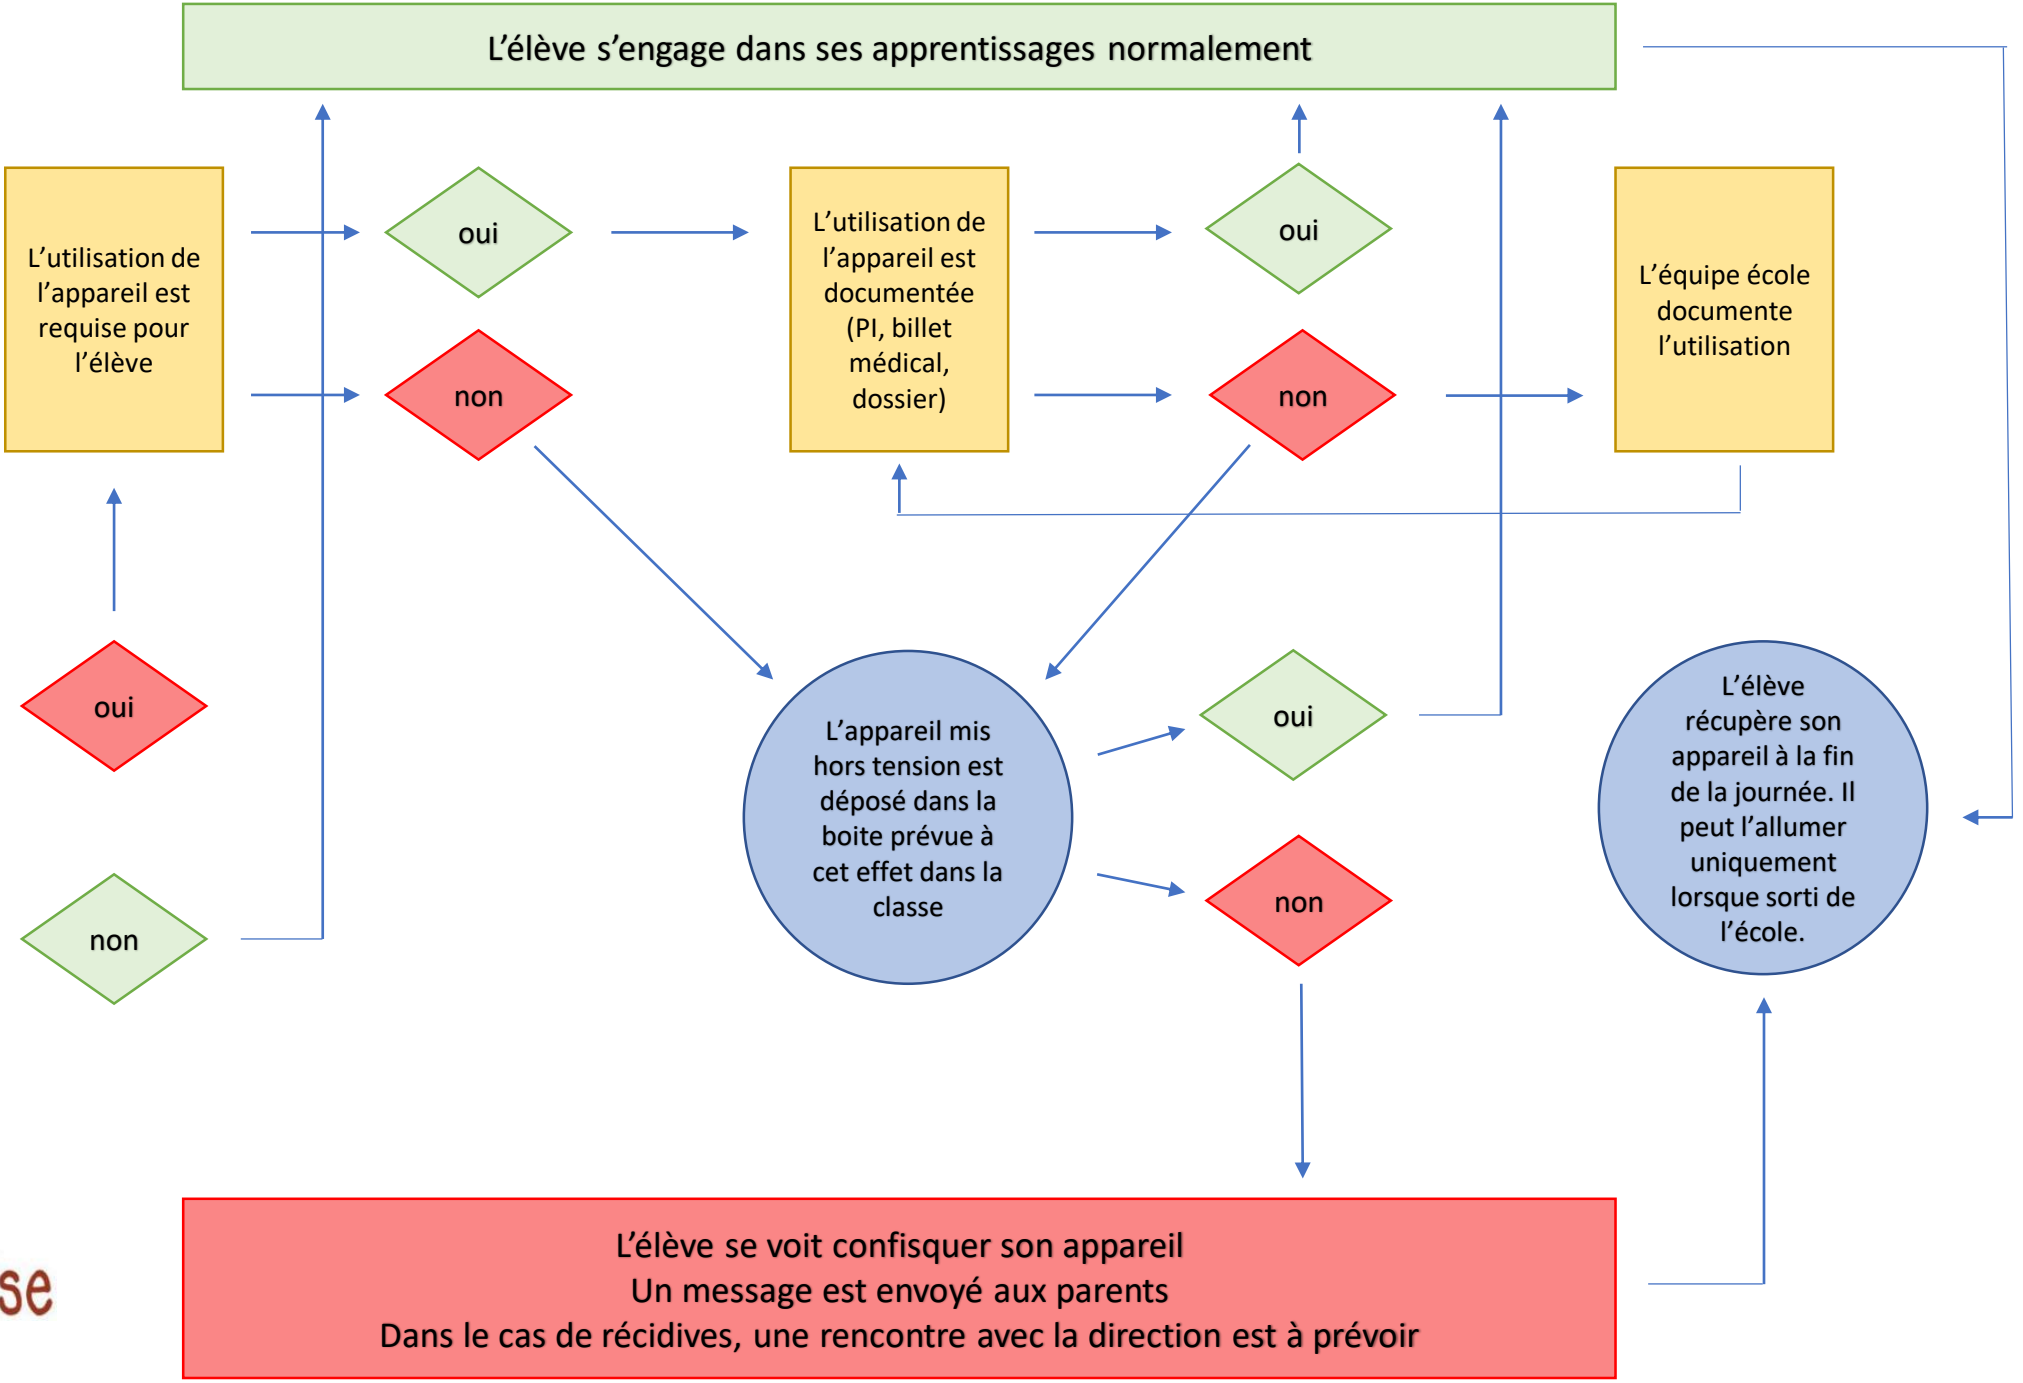 L’élève s’engage dans ses apprentissages normalement
L’utilisation de
l’appareil est
requise pour
l’élève
oui
non
L’utilisation de
l’appareil est
documentée
(PI, billet
médical,
dossier)
oui
non
L’équipe école
documente
l’utilisation
oui
non
L’appareil mis
hors tension est
déposé dans la
boite prévue à
cet effet dans la
classe
oui
non
L’élève
récupère son
appareil à la fin
de la journée. Il
peut l’allumer
uniquement
lorsque sorti de
l’école.
L’élève se voit confisquer son appareil
Un message est envoyé aux parents
Dans le cas de récidives, une rencontre avec la direction est à prévoir
se